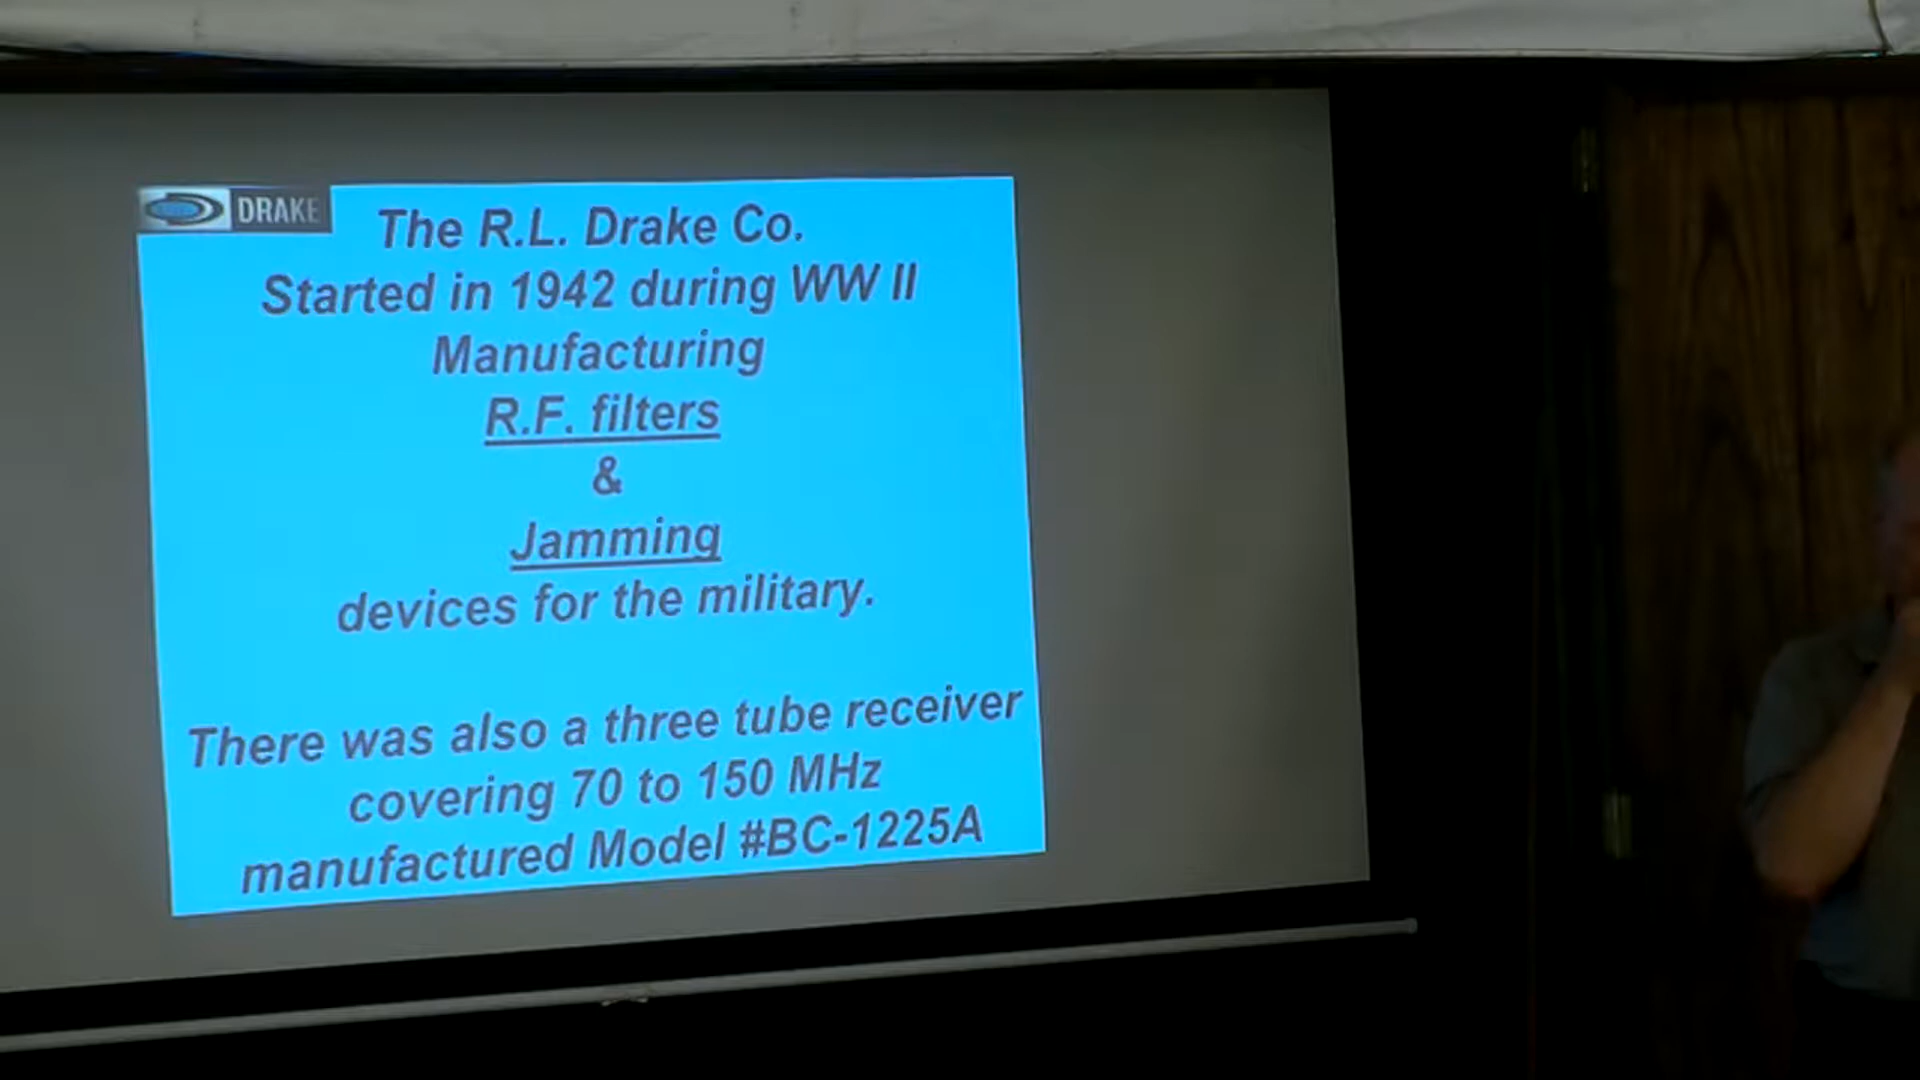 DRAKE
The R.L. Drake Co.
Started in 1942 during WW II
Manufacturing
R.F. filters
&
Jamming
devices for the military.
There was also a three tube receiver
covering 70 to 150 MHz
manufactured Model #BC-1225A